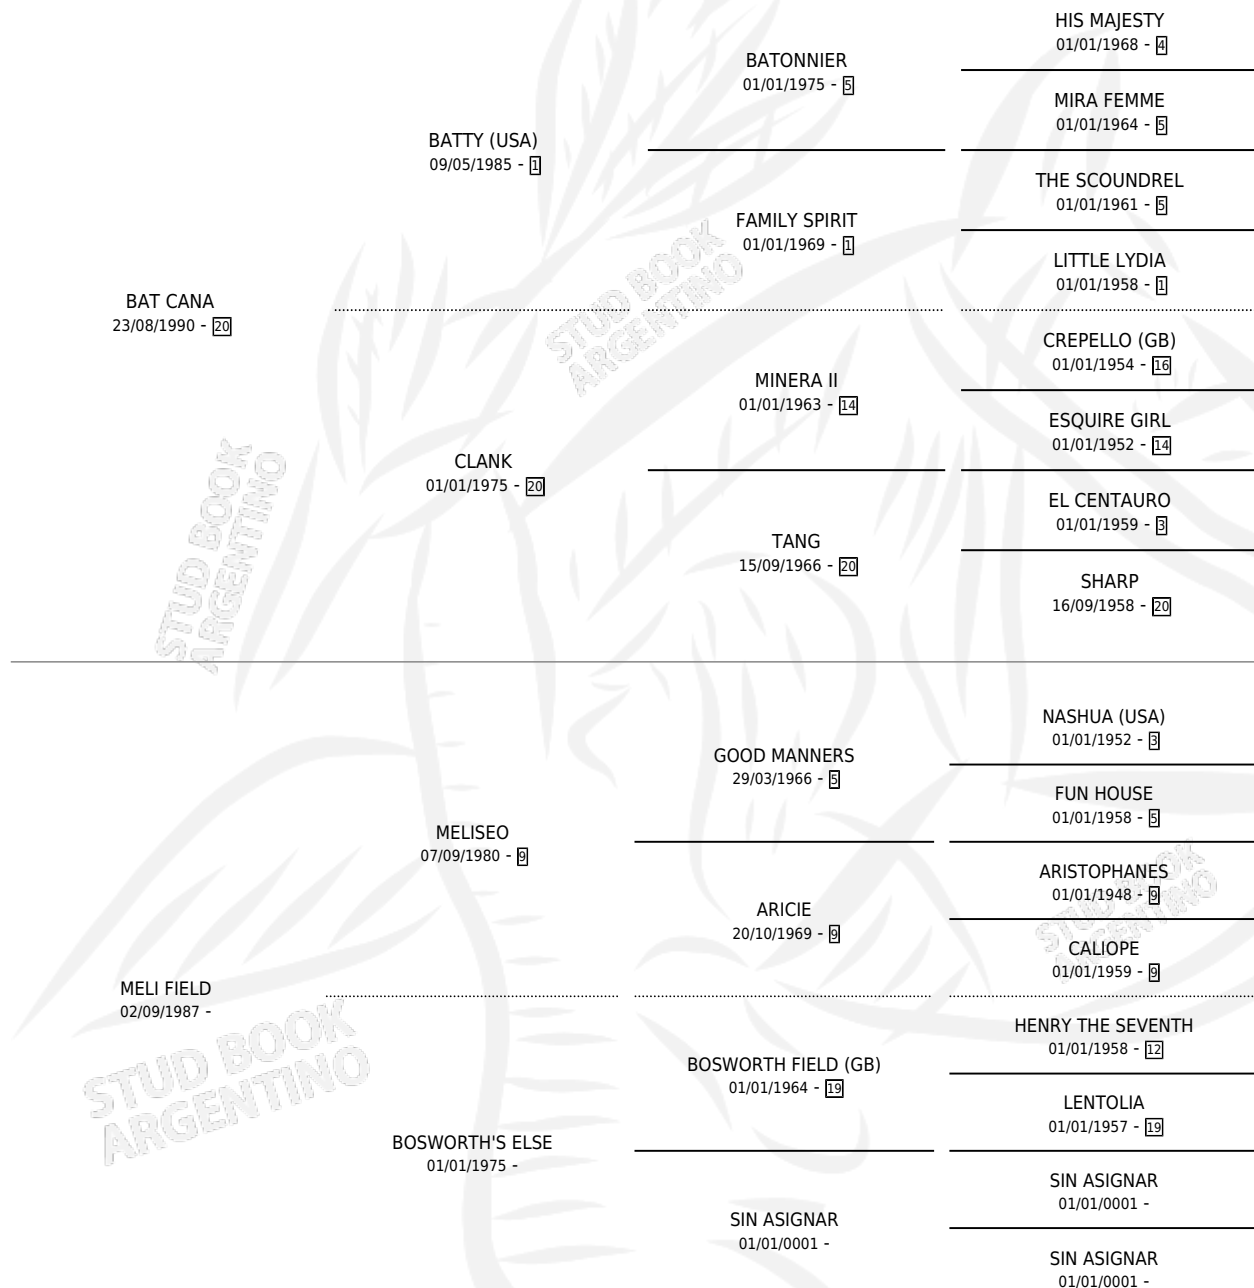 HIS MAJESTY
01/01/1968 - 4
BATONNIER
01/01/1975 - 5
MIRA FEMME
01/01/1964 - 5
BATTY (USA)
09/05/1985 - 1
THE SCOUNDREL
01/01/1961 - 5
FAMILY SPIRIT
01/01/1969 - 1
LITTLE LYDIA
01/01/1958 - 1
BAT CANA
23/08/1990 - 20
CREPELLO (GB)
01/01/1954 - 16
MINERA II
01/01/1963 - 14
ESQUIRE GIRL
01/01/1952 - 14
CLANK
01/01/1975 - 20
EL CENTAURO
01/01/1959 - 3
TANG
15/09/1966 - 20
SHARP
16/09/1958 - 20
NASHUA (USA)
01/01/1952 - 3
GOOD MANNERS
29/03/1966 - 5
FUN HOUSE
01/01/1958 - 5
MELISEO
07/09/1980 - 9
ARISTOPHANES
01/01/1948 - 9
ARICIE
20/10/1969 - 9
CALIOPE
01/01/1959 - 9
MELI FIELD
02/09/1987 -
HENRY THE SEVENTH
01/01/1958 - 12
BOSWORTH FIELD (GB)
01/01/1964 - 19
LENTOLIA
01/01/1957 - 19
BOSWORTH'S ELSE
01/01/1975 -
SIN ASIGNAR
01/01/0001 -
SIN ASIGNAR
01/01/0001 -
SIN ASIGNAR
01/01/0001 -
STUD BOOK
ARGENTINO
STUD BOOK
ARGENTINO
STUD BOOK
ARGENTINO
STUD BOOK
ARGENTINO